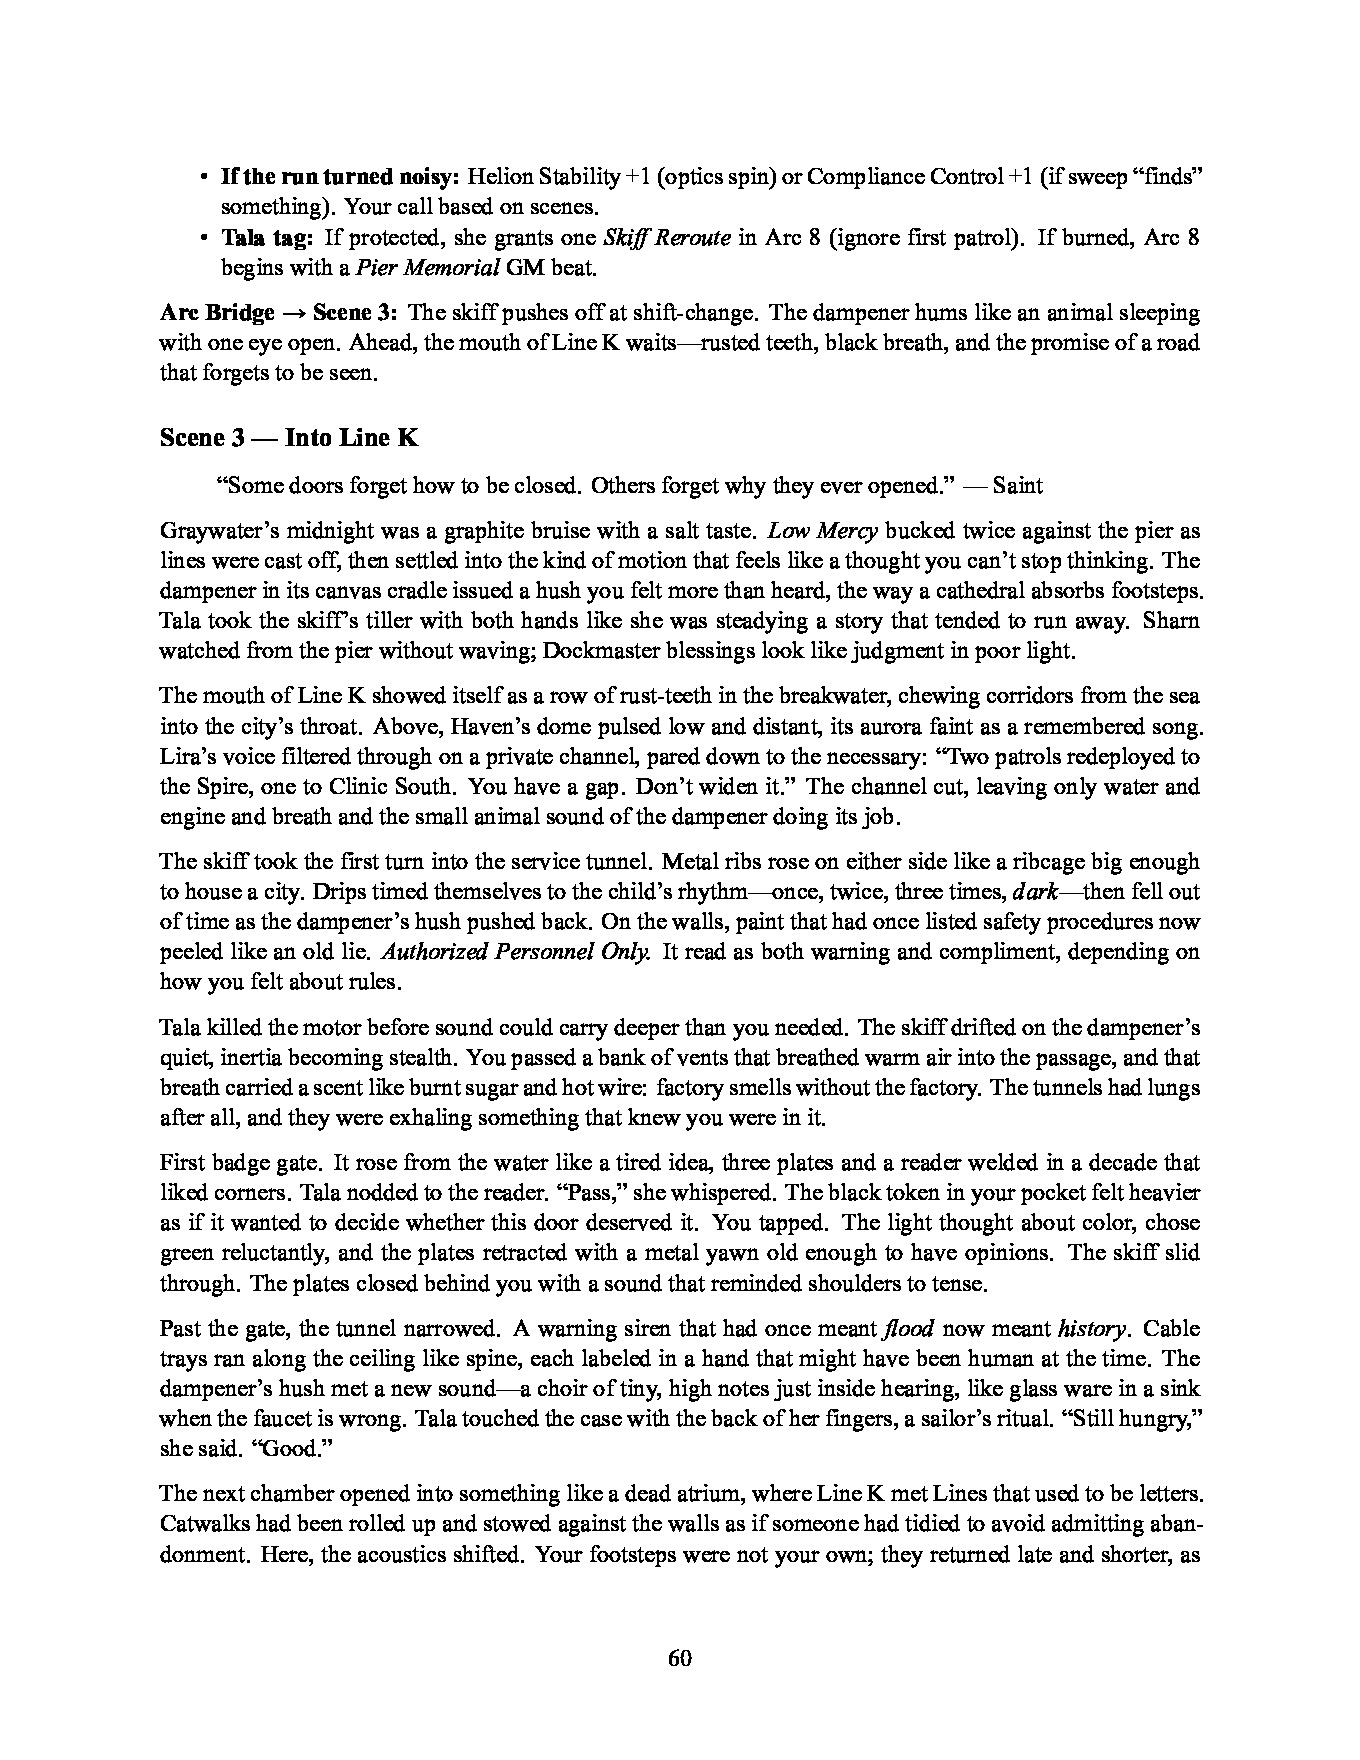 • If the run turned noisy: Helion Stability +1 (optics spin) or Compliance Control +1 (if sweep “finds”
something). Your call based on scenes.
• Tala tag: If protected, she grants one Skiff Reroute in Arc 8 (ignore first patrol). If burned, Arc 8
begins with a Pier Memorial GM beat.
Arc Bridge → Scene 3: The skiff pushes off at shift-change. The dampener hums like an animal sleeping
with one eye open. Ahead, the mouth of Line K waits—rusted teeth, black breath, and the promise of a road
that forgets to be seen.
Scene 3 — Into Line K
“Some doors forget how to be closed. Others forget why they ever opened.” — Saint
Graywater’s midnight was a graphite bruise with a salt taste. Low Mercy bucked twice against the pier as
lines were cast off, then settled into the kind of motion that feels like a thought you can’t stop thinking. The
dampener in its canvas cradle issued a hush you felt more than heard, the way a cathedral absorbs footsteps.
Tala took the skiff’s tiller with both hands like she was steadying a story that tended to run away. Sharn
watched from the pier without waving; Dockmaster blessings look like judgment in poor light.
The mouth of Line K showed itself as a row of rust-teeth in the breakwater, chewing corridors from the sea
into the city’s throat. Above, Haven’s dome pulsed low and distant, its aurora faint as a remembered song.
Lira’s voice filtered through on a private channel, pared down to the necessary: “Two patrols redeployed to
the Spire, one to Clinic South. You have a gap. Don’t widen it.” The channel cut, leaving only water and
engine and breath and the small animal sound of the dampener doing its job.
The skiff took the first turn into the service tunnel. Metal ribs rose on either side like a ribcage big enough
to house a city. Drips timed themselves to the child’s rhythm—once, twice, three times, dark—then fell out
of time as the dampener’s hush pushed back. On the walls, paint that had once listed safety procedures now
peeled like an old lie. Authorized Personnel Only. It read as both warning and compliment, depending on
how you felt about rules.
Tala killed the motor before sound could carry deeper than you needed. The skiff drifted on the dampener’s
quiet, inertia becoming stealth. You passed a bank of vents that breathed warm air into the passage, and that
breath carried a scent like burnt sugar and hot wire: factory smells without the factory. The tunnels had lungs
after all, and they were exhaling something that knew you were in it.
First badge gate. It rose from the water like a tired idea, three plates and a reader welded in a decade that
liked corners. Tala nodded to the reader. “Pass,” she whispered. The black token in your pocket felt heavier
as if it wanted to decide whether this door deserved it. You tapped. The light thought about color, chose
green reluctantly, and the plates retracted with a metal yawn old enough to have opinions. The skiff slid
through. The plates closed behind you with a sound that reminded shoulders to tense.
Past the gate, the tunnel narrowed. A warning siren that had once meant flood now meant history. Cable
trays ran along the ceiling like spine, each labeled in a hand that might have been human at the time. The
dampener’s hush met a new sound—a choir of tiny, high notes just inside hearing, like glass ware in a sink
when the faucet is wrong. Tala touched the case with the back of her fingers, a sailor’s ritual. “Still hungry,”
she said. “Good.”
The next chamber opened into something like a dead atrium, where Line K met Lines that used to be letters.
Catwalks had been rolled up and stowed against the walls as if someone had tidied to avoid admitting aban-
donment. Here, the acoustics shifted. Your footsteps were not your own; they returned late and shorter, as
60